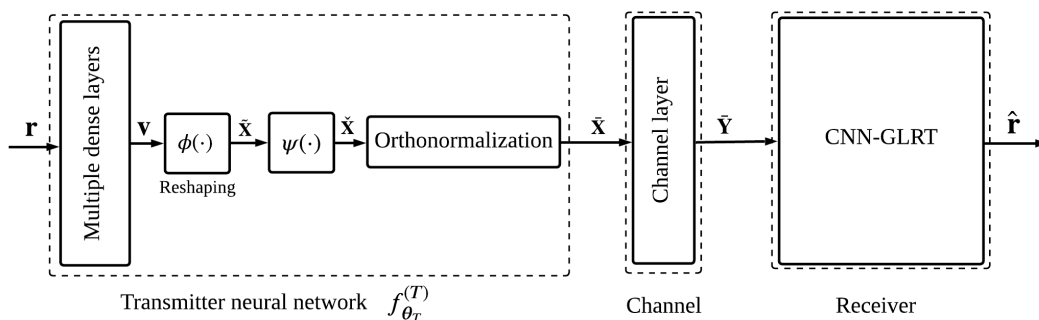 r
Multiple dense layers
v
ϕ(·)
Reshaping
X̃
ψ(·)
X̌
Orthonormalization
X̄
Channel layer
Ȳ
CNN-GLRT
r̂
Transmitter neural network f_{θ_T}^{(T)}
Channel
Receiver